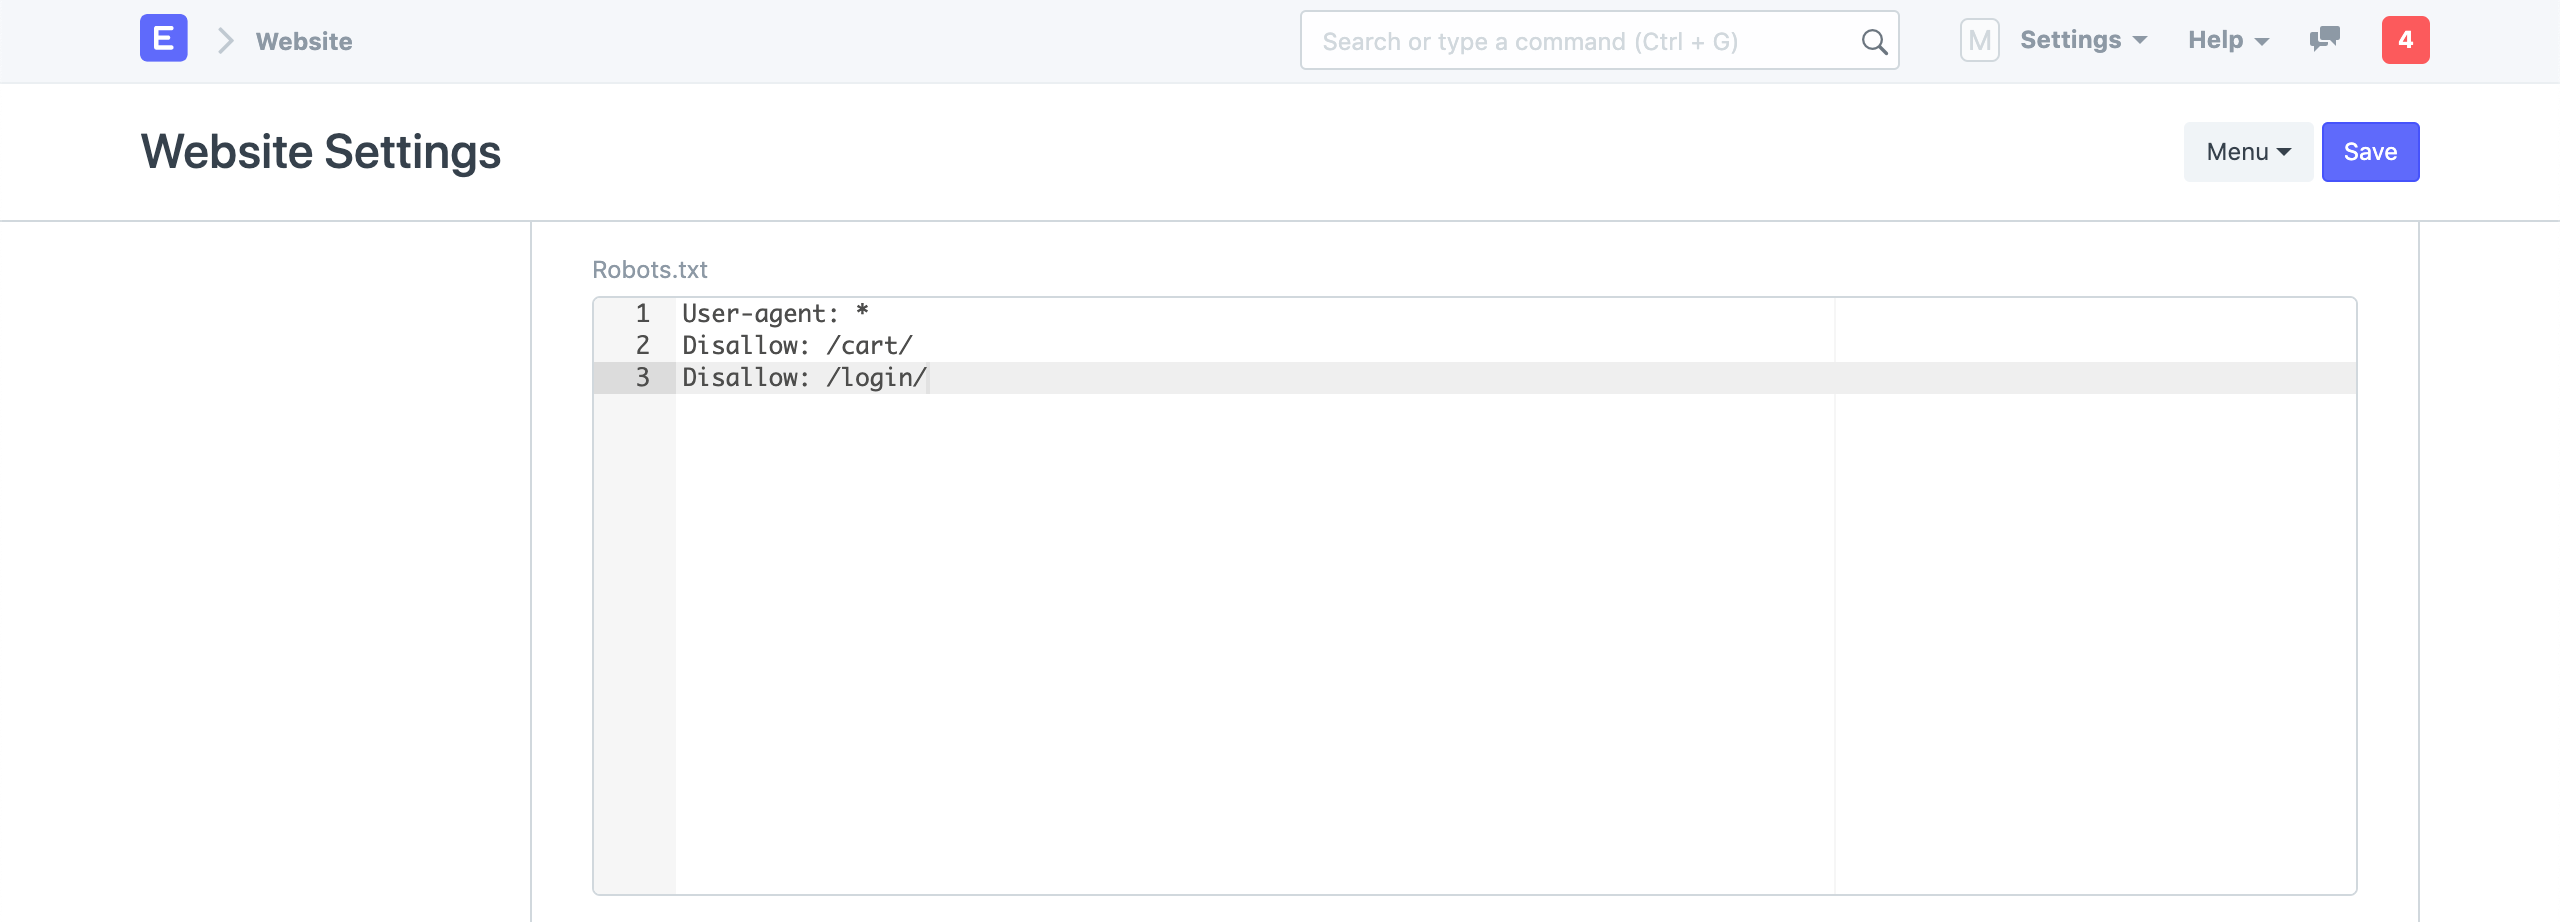 E
Website
Search or type a command (Ctrl + G)
M
Settings
Help
4
Website Settings
Menu
Save
Robots.txt
1 User-agent: *
2 Disallow: /cart/
3 Disallow: /login/